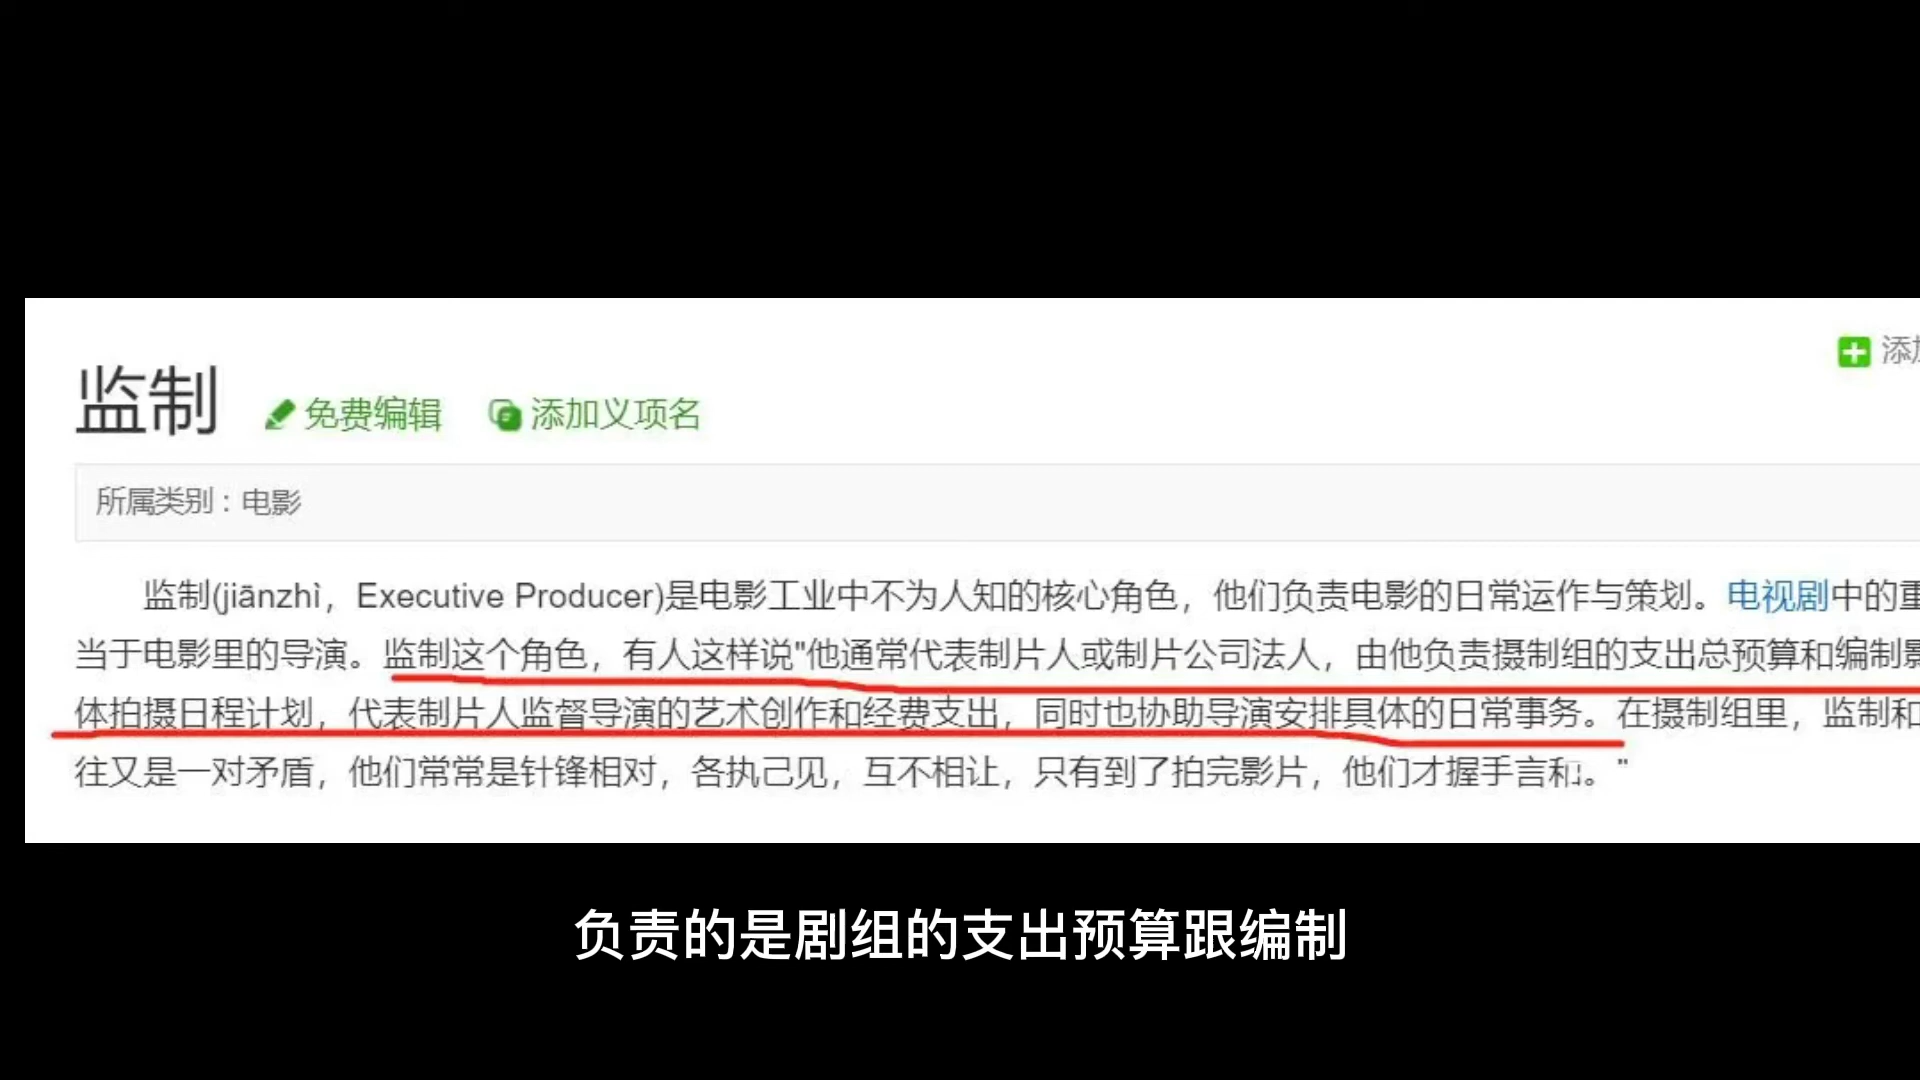 添加
监制
免费编辑
添加义项名
所属类别：电影
监制(jiānzhì，Executive Producer)是电影工业中不为人知的核心角色，他们负责电影的日常运作与策划。电视剧中的重
当于电影里的导演。监制这个角色，有人这样说"他通常代表制片人或制片公司法人，由他负责摄制组的支出总预算和编制影
体拍摄日程计划，代表制片人监督导演的艺术创作和经费支出，同时也协助导演安排具体的日常事务。在摄制组里，监制和
往又是一对矛盾，他们常常是针锋相对，各执己见，互不相让，只有到了拍完影片，他们才握手言和。"
负责的是剧组的支出预算跟编制